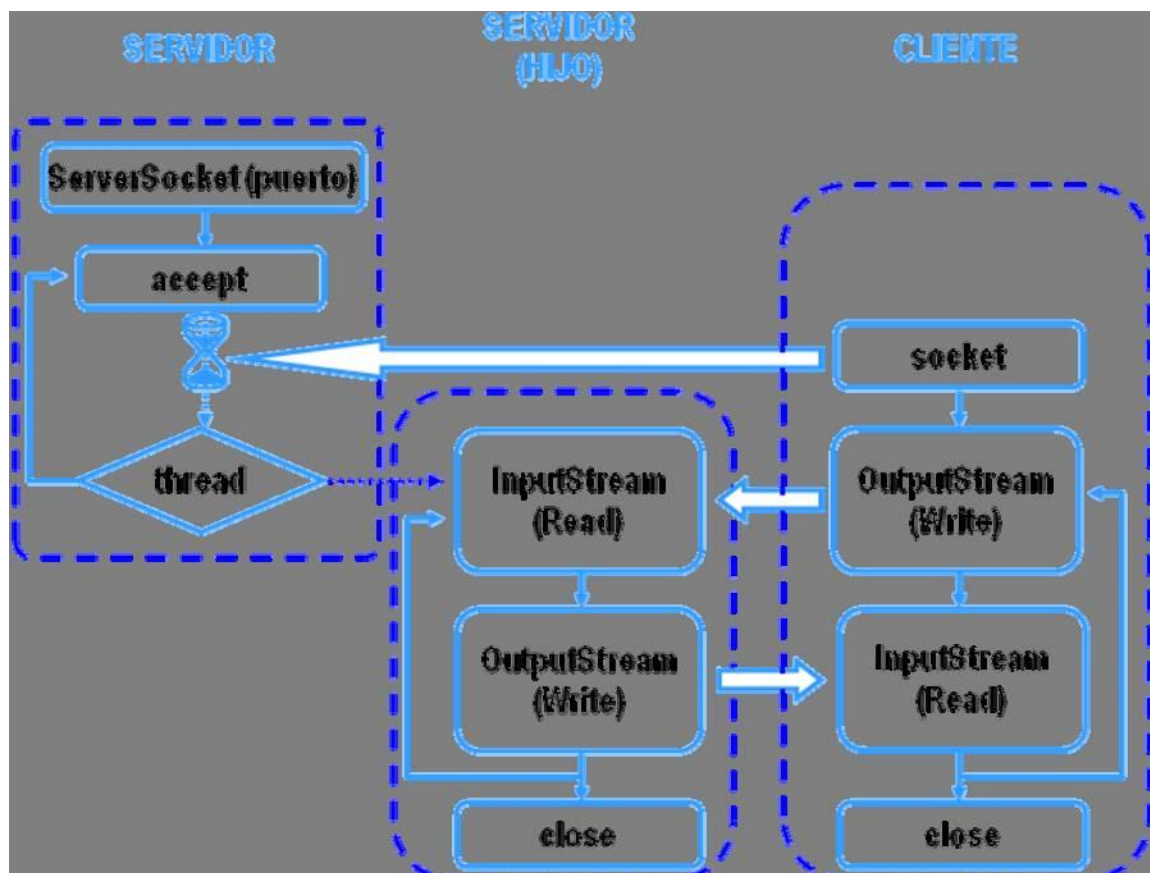 SERVIDOR
SERVIDOR
(HIJO)
CLIENTE
ServerSocket (puerto)
accept
socket
thread
InputStream
(Read)
OutputStream
(Write)
OutputStream
(Write)
InputStream
(Read)
close
close